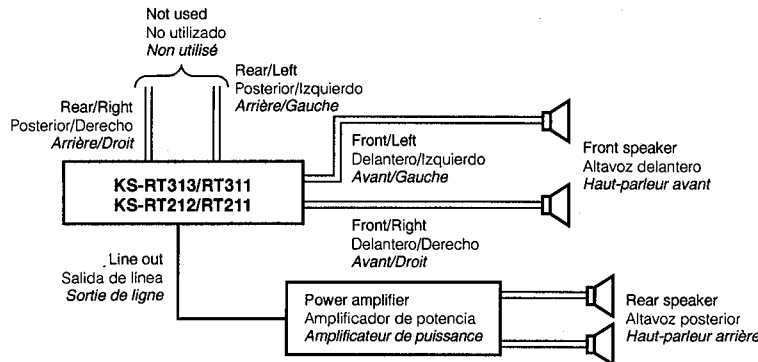 Not used
No utilizado
Non utilisé
Rear/Left
Posterior/Izquierdo
Arrière/Gauche
Rear/Right
Posterior/Derecho
Arrière/Droit
Front/Left
Delantero/Izquierdo
Avant/Gauche
Front speaker
Altavoz delantero
Haut-parleur avant
KS-RT313/RT311
KS-RT212/RT211
Front/Right
Delantero/Derecho
Avant/Droit
Line out
Salida de línea
Sortie de ligne
Power amplifier
Amplificador de potencia
Amplificateur de puissance
Rear speaker
Altavoz posterior
Haut-parleur arrière